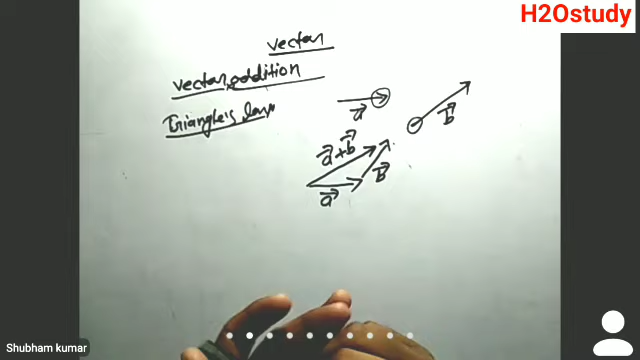 H2Ostudy
vector
vector addition
Triangle's law
a
b
a+b
a
b
Shubham kumar